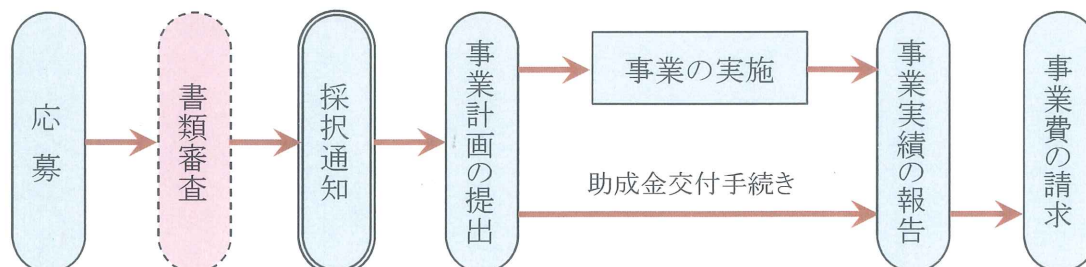 応募
書類審査
採択通知
事業計画の提出
事業の実施
助成金交付手続き
事業実績の報告
事業費の請求